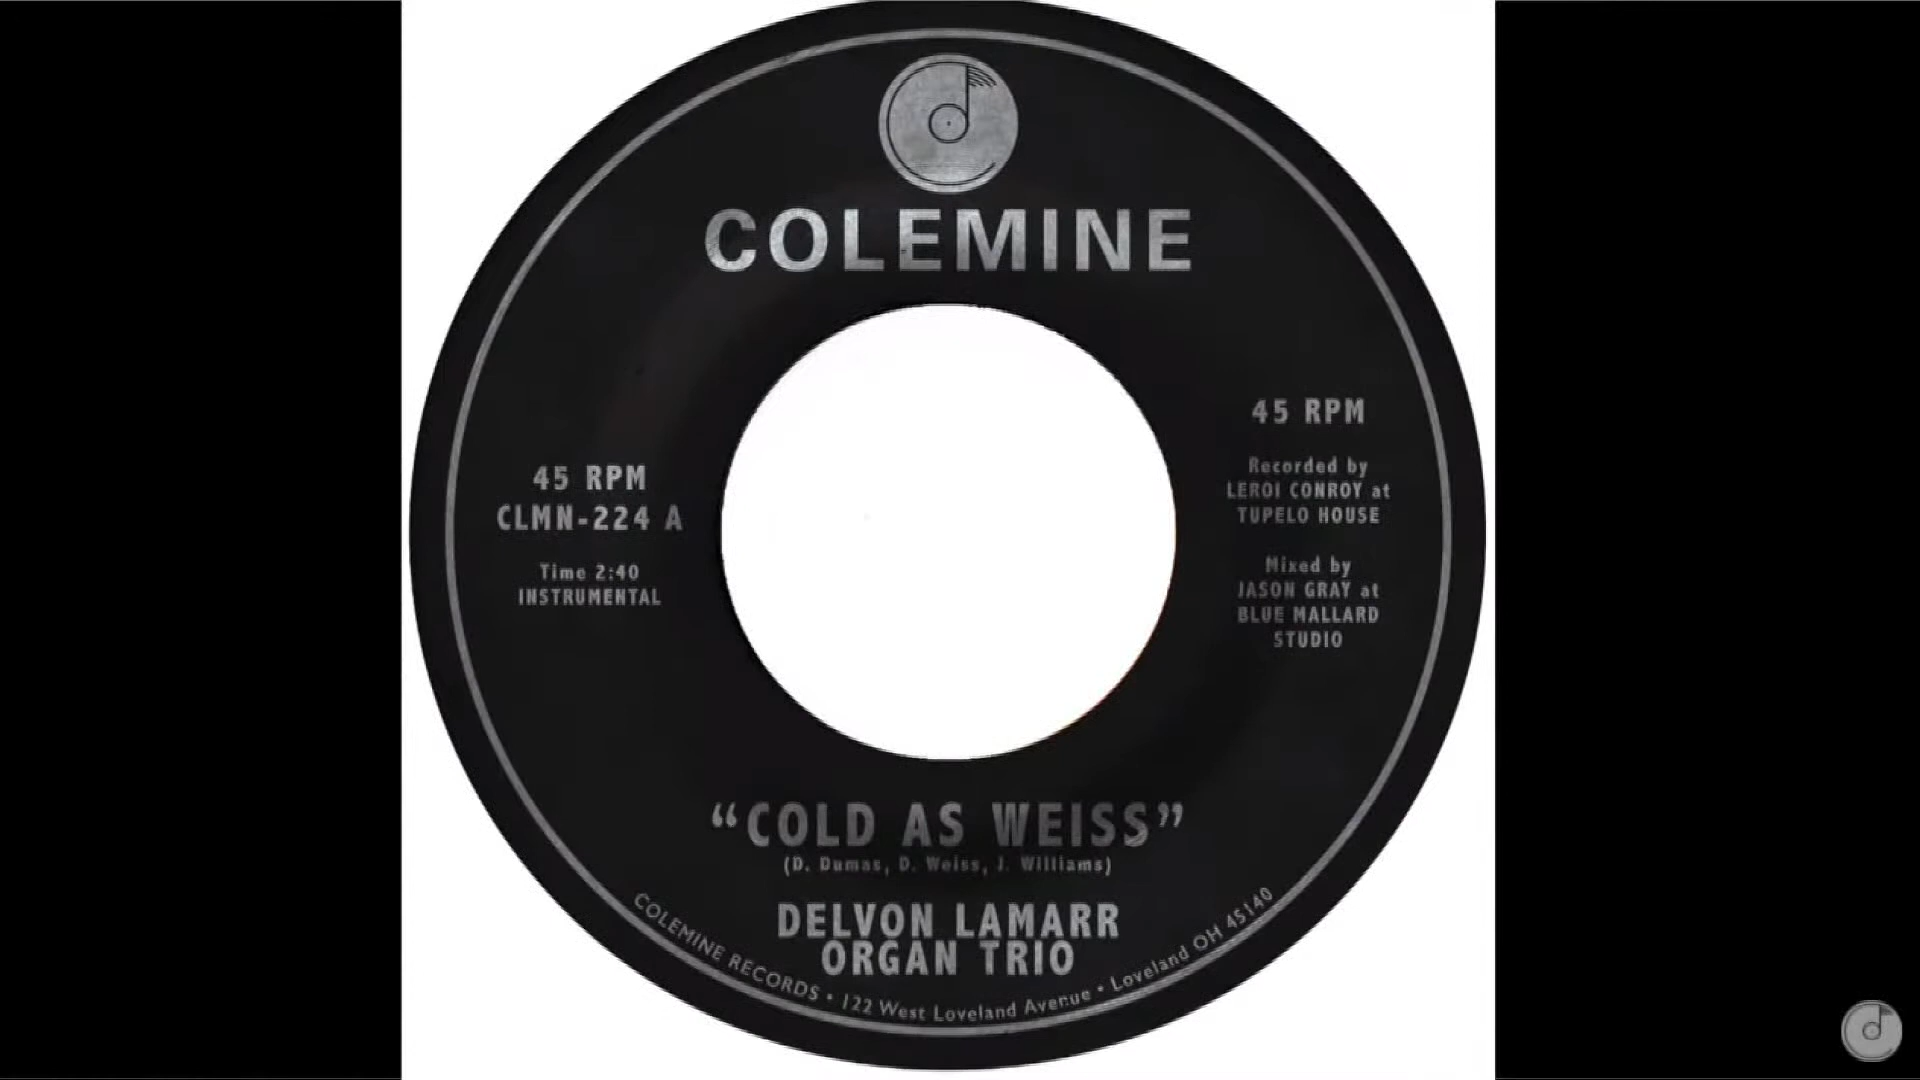 COLEMINE
45 RPM
CLMN-224 A
Time 2:40
INSTRUMENTAL
45 RPM
Recorded by
LEROI CONROY at
TUPELO HOUSE
Mixed by
JASON GRAY at
BLUE MALLARD
STUDIO
“COLD AS WEISS”
(D. Dumas, D. Weiss, J. Williams)
DELVON LAMARR
ORGAN TRIO
COLEMINE RECORDS • 122 West Loveland Avenue • Loveland OH 45140